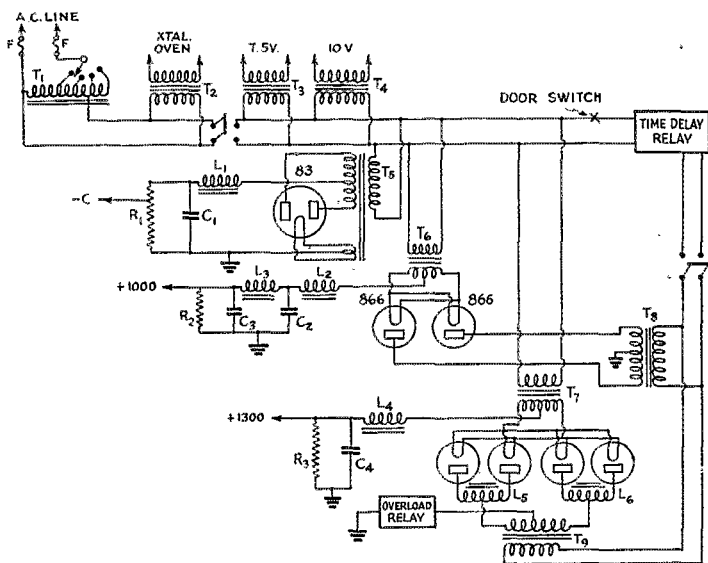 A.C. LINE
F
F
T1
XTAL. OVEN
T2
7.5V.
T3
10 V
T4
DOOR SWITCH
TIME DELAY RELAY
L1
83
T5
-C
R1
C1
T6
+1000
L3
L2
866
866
R2
C3
C2
T8
T7
+1300
L4
R3
C4
L5
L6
OVERLOAD RELAY
T9